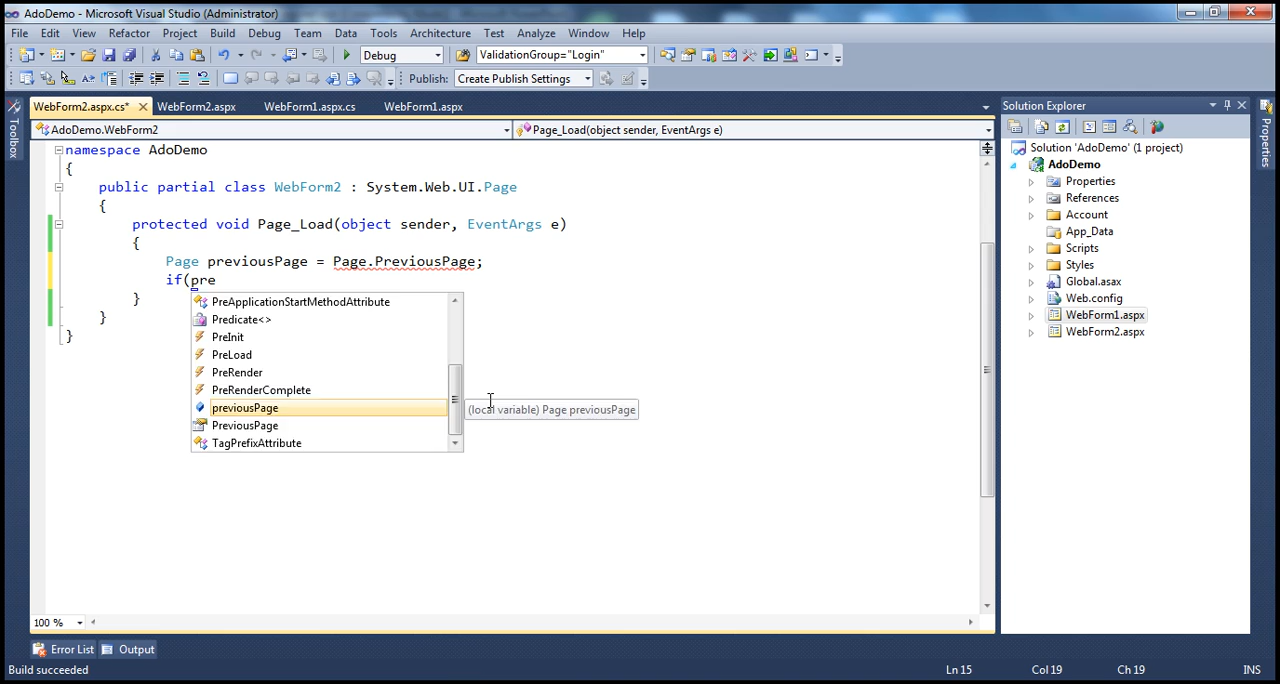 AdoDemo - Microsoft Visual Studio (Administrator)
File Edit View Refactor Project Build Debug Team Data Tools Architecture Test Analyze Window Help
Debug ValidationGroup="Login"
Publish: Create Publish Settings
WebForm2.aspx.cs* WebForm2.aspx WebForm1.aspx.cs WebForm1.aspx
AdoDemo.WebForm2 Page_Load(object sender, EventArgs e)
Toolbox
namespace AdoDemo
{
public partial class WebForm2 : System.Web.UI.Page
{
protected void Page_Load(object sender, EventArgs e)
{
Page previousPage = Page.PreviousPage;
if(pre
}
}
}
PreApplicationStartMethodAttribute
Predicate<>
PreInit
PreLoad
PreRender
PreRenderComplete
previousPage
PreviousPage
TagPrefixAttribute
(local variable) Page previousPage
100 %
Solution Explorer
Solution 'AdoDemo' (1 project)
AdoDemo
Properties
References
Account
App_Data
Scripts
Styles
Global.asax
Web.config
WebForm1.aspx
WebForm2.aspx
Properties
Error List Output
Build succeeded Ln 15 Col 19 Ch 19 INS